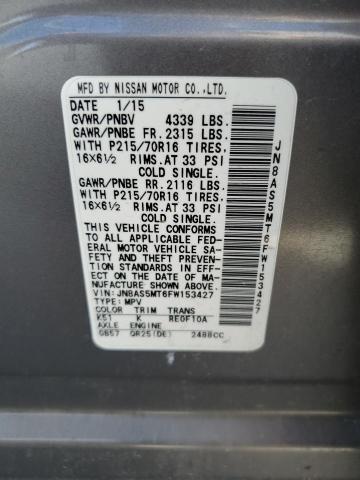 MFD BY NISSAN MOTOR CO.,LTD.
DATE 1/15
GVWR/PNBV 4339 LBS.
GAWR/PNBE FR. 2315 LBS.
WITH P215/70R16 TIRES,
16X6½ RIMS.AT 33 PSI
COLD SINGLE.
GAWR/PNBE RR. 2116 LBS.
WITH P215/70R16 TIRES,
16X6½ RIMS.AT 33 PSI
COLD SINGLE.
THIS VEHICLE CONFORMS
TO ALL APPLICABLE FED-
ERAL MOTOR VEHICLE SA-
FETY AND THEFT PREVEN-
TION STANDARDS IN EFF-
ECT ON THE DATE OF MA-
NUFACTURE SHOWN ABOVE.
VIN: JN8AS5MT6FW153427
TYPE: MPV
COLOR TRIM TRANS
K51 K RE0F10A
0B57 QR25(DE) 2488CC
JN8AS5MT6FW153427